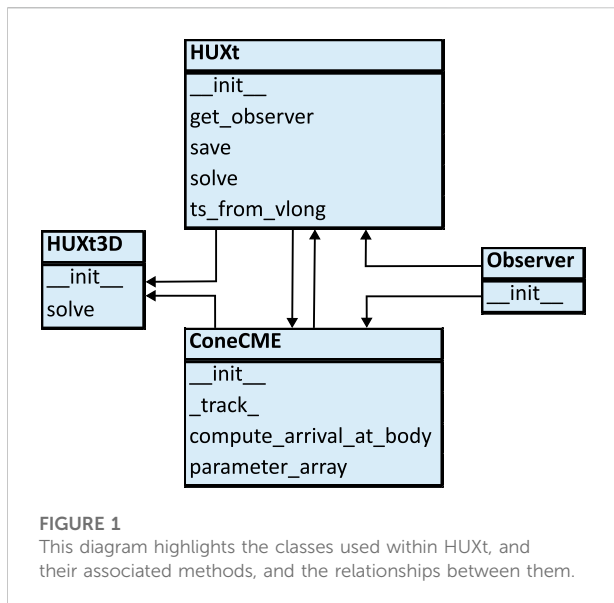 HUXt
__init__
get_observer
save
solve
ts_from_vlong
HUXt3D
__init__
solve
Observer
__init__
ConeCME
__init__
_track_
compute_arrival_at_body
parameter_array
FIGURE 1
This diagram highlights the classes used within HUXt, and
their associated methods, and the relationships between them.